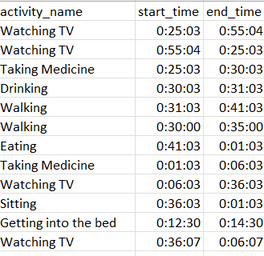 activity_name start_time end_time
Watching TV 0:25:03 0:55:04
Watching TV 0:55:04 0:25:03
Taking Medicine 0:25:03 0:30:03
Drinking 0:30:03 0:31:03
Walking 0:31:03 0:41:03
Walking 0:30:00 0:35:00
Eating 0:41:03 0:01:03
Taking Medicine 0:01:03 0:06:03
Watching TV 0:06:03 0:36:03
Sitting 0:36:03 0:01:03
Getting into the bed 0:12:30 0:14:30
Watching TV 0:36:07 0:06:07